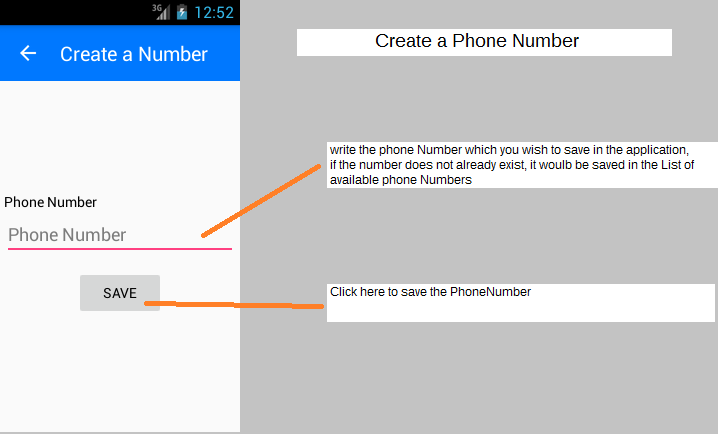 3G 12:52
Create a Number
Create a Phone Number
write the phone Number which you wish to save in the application,
if the number does not already exist, it woulb be saved in the List of
available phone Numbers
Phone Number
Phone Number
SAVE
Click here to save the PhoneNumber